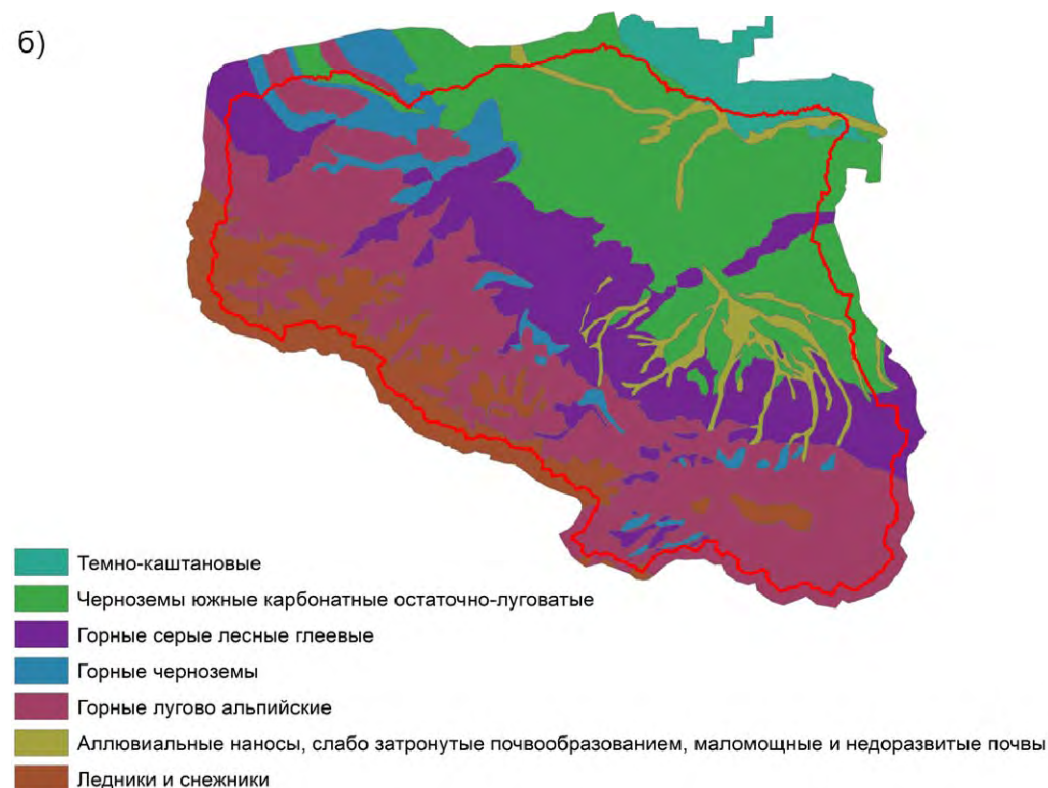 б)
Темно-каштановые
Черноземы южные карбонатные остаточно-луговатые
Горные серые лесные глеевые
Горные черноземы
Горные лугово альпийские
Аллювиальные наносы, слабо затронутые почвообразованием, маломощные и недоразвитые почвы
Ледники и снежники